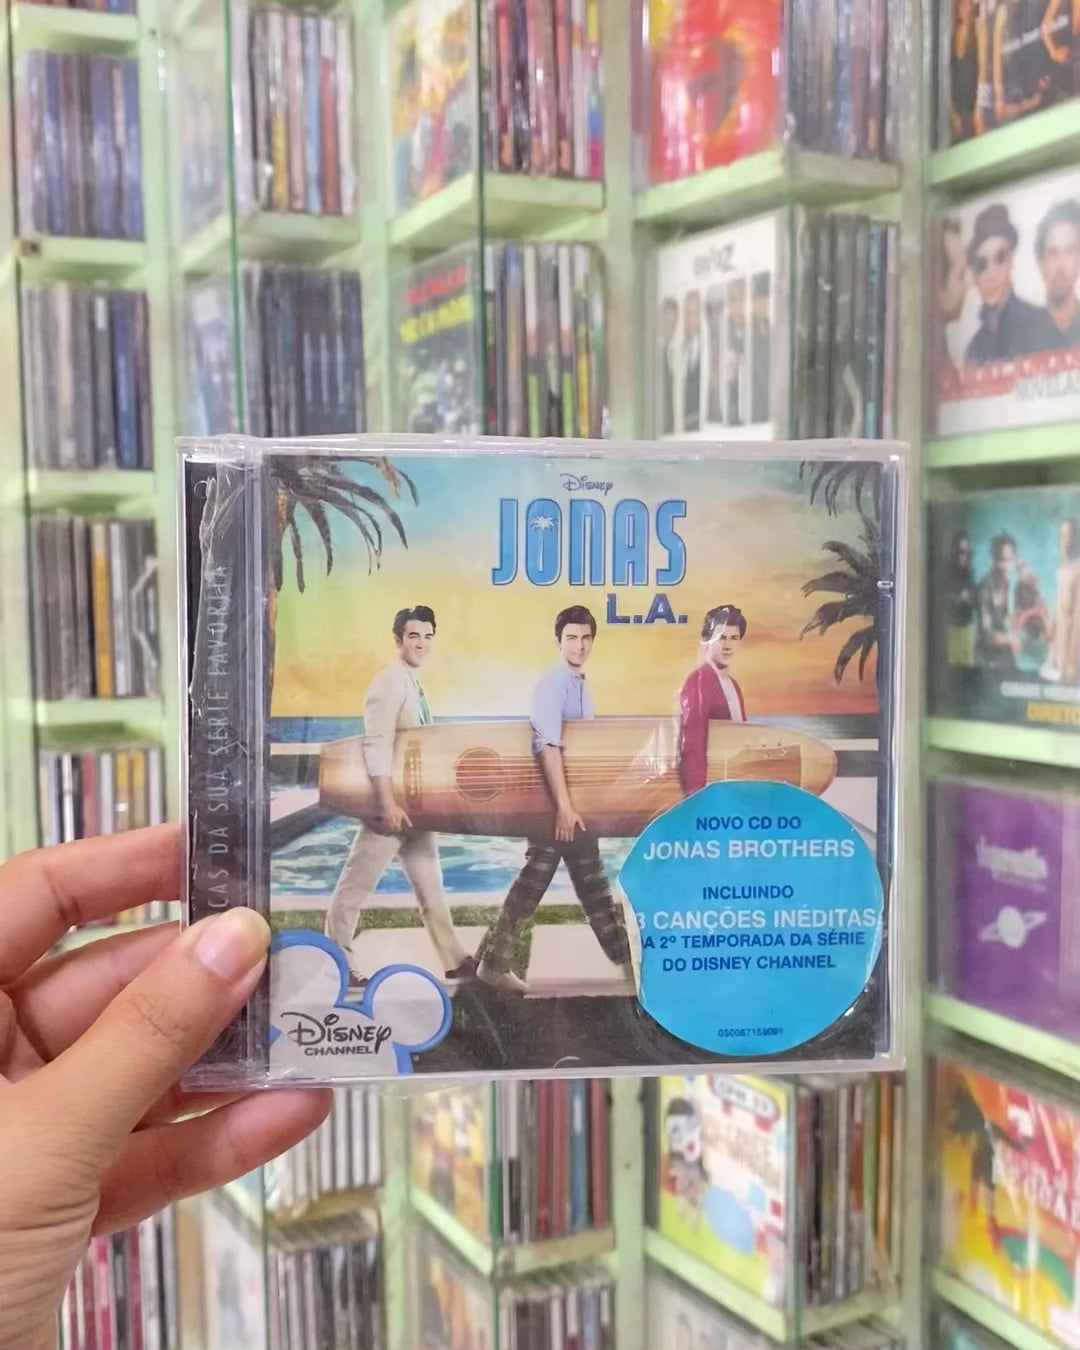 Disney
JONAS
L.A.
CAS DA SUA SÉRIE FAVORITA
NOVO CD DO
JONAS BROTHERS
INCLUINDO
3 CANÇÕES INÉDITAS
A 2º TEMPORADA DA SÉRIE
DO DISNEY CHANNEL
050087159091
Disney
CHANNEL